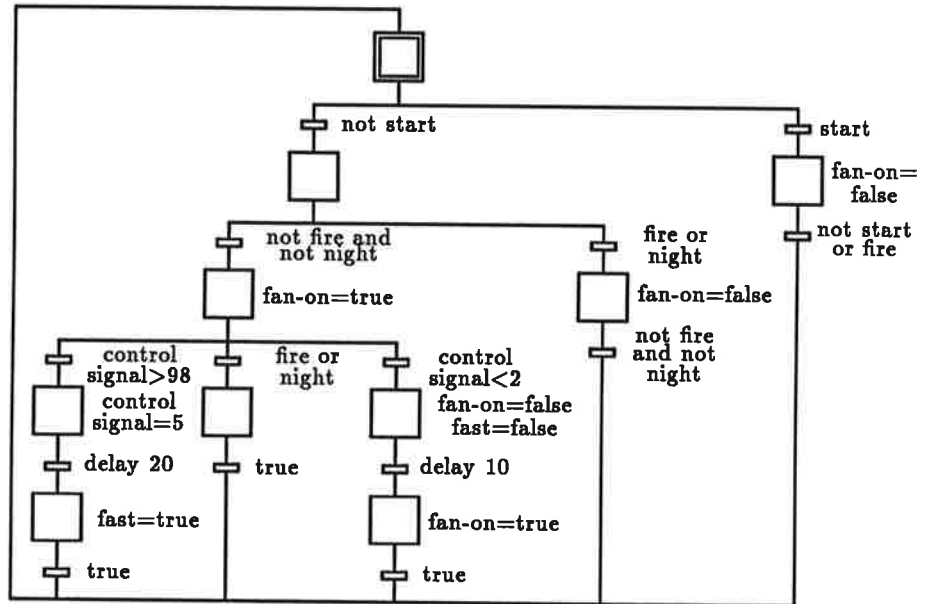 not start
start
fan-on=
false
not start
or fire
not fire and
not night
fire or
night
fan-on=true
fan-on=false
not fire
and not
night
control
signal>98
fire or
night
control
signal<2
control
signal=5
fan-on=false
fast=false
delay 20
true
delay 10
fast=true
fan-on=true
true
true